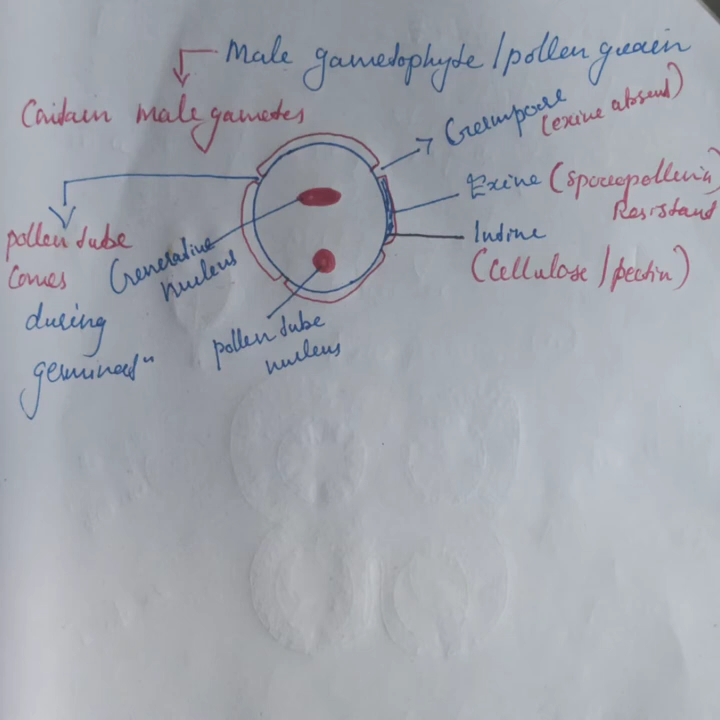 Male gametophyte / pollen grain
Contain male gametes
Germpore
(exine absent)
Exine (sporopollenin)
Resistant
Intine
(cellulose / pectin)
pollen tube
comes
during
germinatn
Generative
nucleus
pollen tube
nucleus